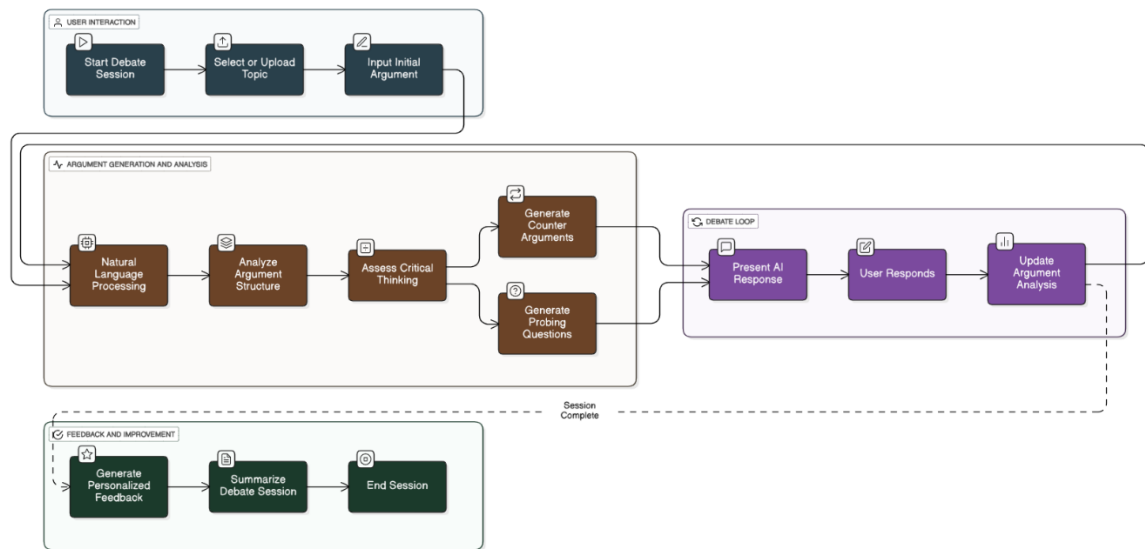 USER INTERACTION
Start Debate
Session
Select or Upload
Topic
Input Initial
Argument
ARGUMENT GENERATION AND ANALYSIS
Natural
Language
Processing
Analyze
Argument
Structure
Assess Critical
Thinking
Generate
Counter
Arguments
Generate
Probing
Questions
DEBATE LOOP
Present AI
Response
User Responds
Update
Argument
Analysis
Session
Complete
FEEDBACK AND IMPROVEMENT
Generate
Personalized
Feedback
Summarize
Debate Session
End Session